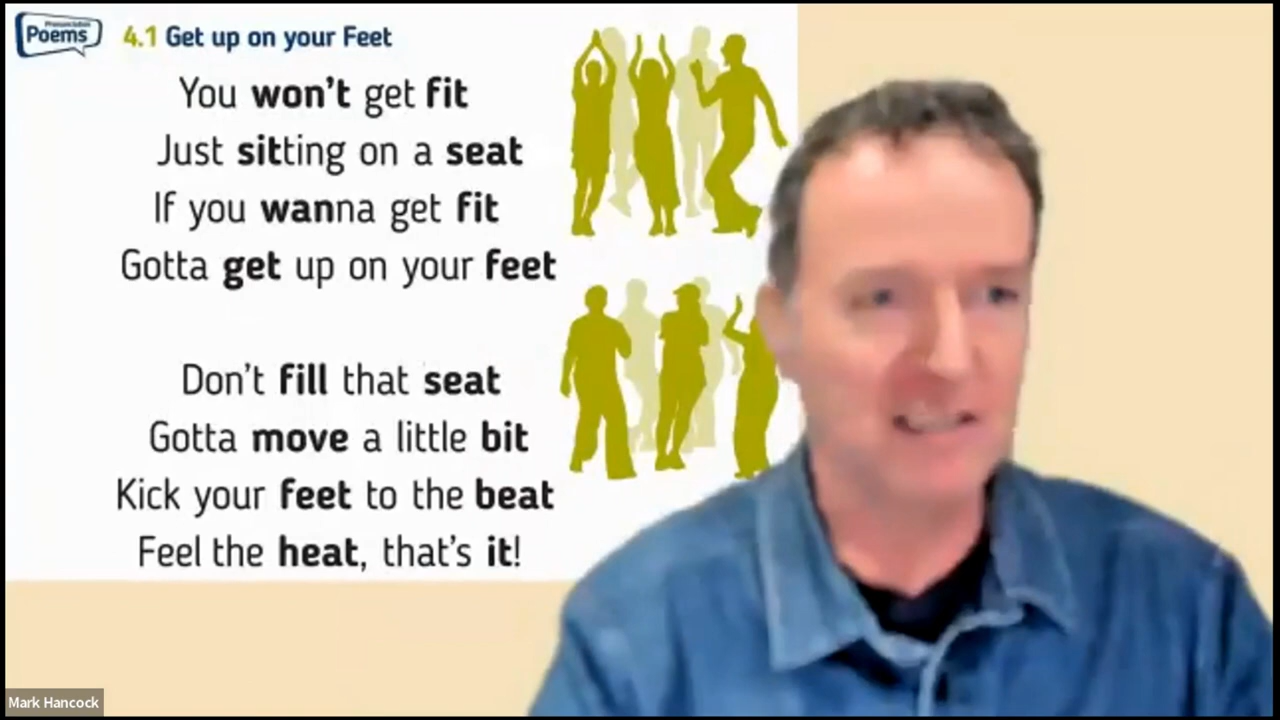 Pronunciation
Poems
4.1 Get up on your Feet
You won't get fit
Just sitting on a seat
If you wanna get fit
Gotta get up on your feet
Don't fill that seat
Gotta move a little bit
Kick your feet to the beat
Feel the heat, that's it!
Mark Hancock